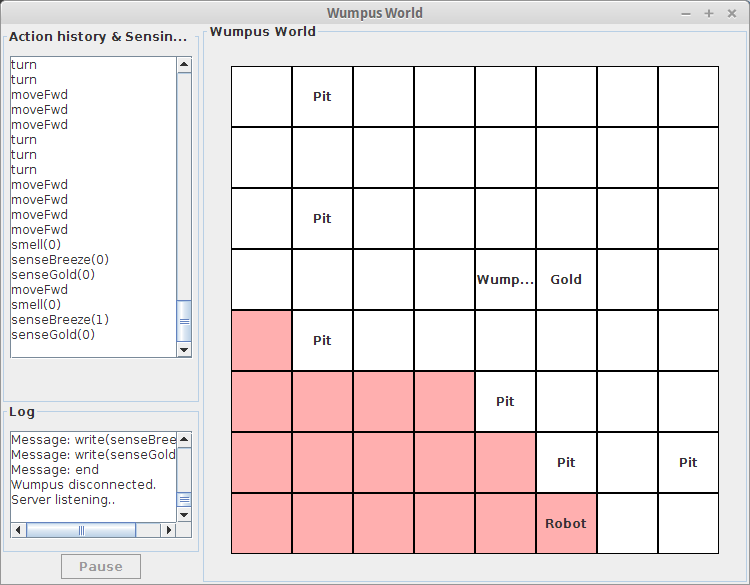 Wumpus World
Action history & Sensin...
turn
turn
moveFwd
moveFwd
moveFwd
turn
turn
turn
moveFwd
moveFwd
moveFwd
moveFwd
smell(0)
senseBreeze(0)
senseGold(0)
moveFwd
smell(0)
senseBreeze(1)
senseGold(0)
Log
Message: write(senseBree
Message: write(senseGold
Message: end
Wumpus disconnected.
Server listening..
Pause
Wumpus World
Pit
Pit
Wump... Gold
Pit
Pit
Pit Pit
Robot